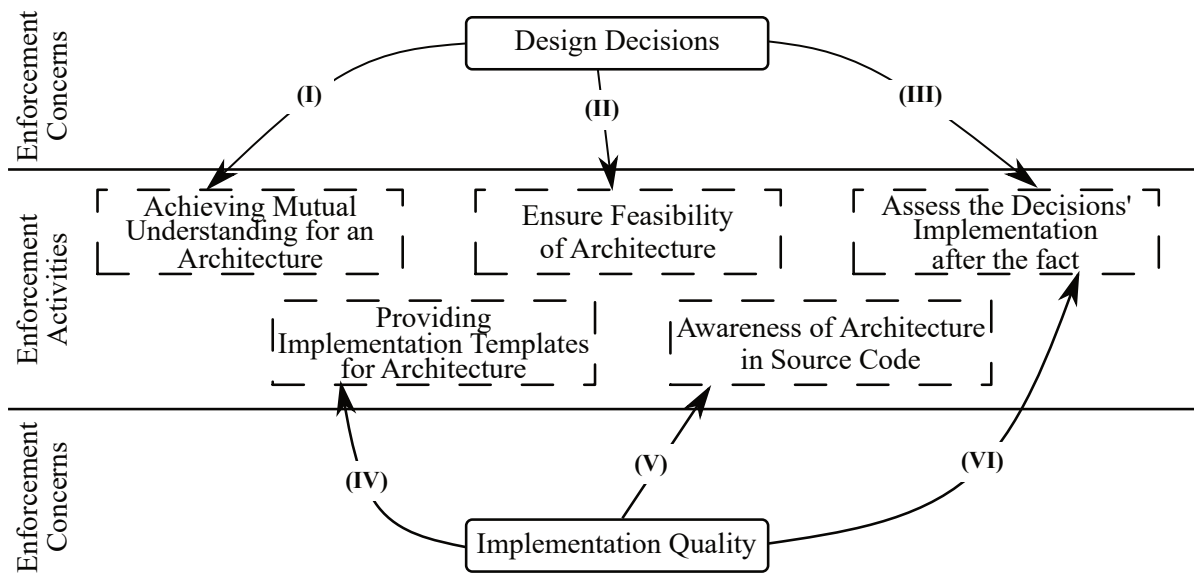 Enforcement
Concerns
Design Decisions
(I)
(II)
(III)
Enforcement
Activities
Achieving Mutual
Understanding for an
Architecture
Ensure Feasibility
of Architecture
Assess the Decisions'
Implementation
after the fact
Providing
Implementation Templates
for Architecture
Awareness of Architecture
in Source Code
Enforcement
Concerns
(IV)
(V)
(VI)
Implementation Quality